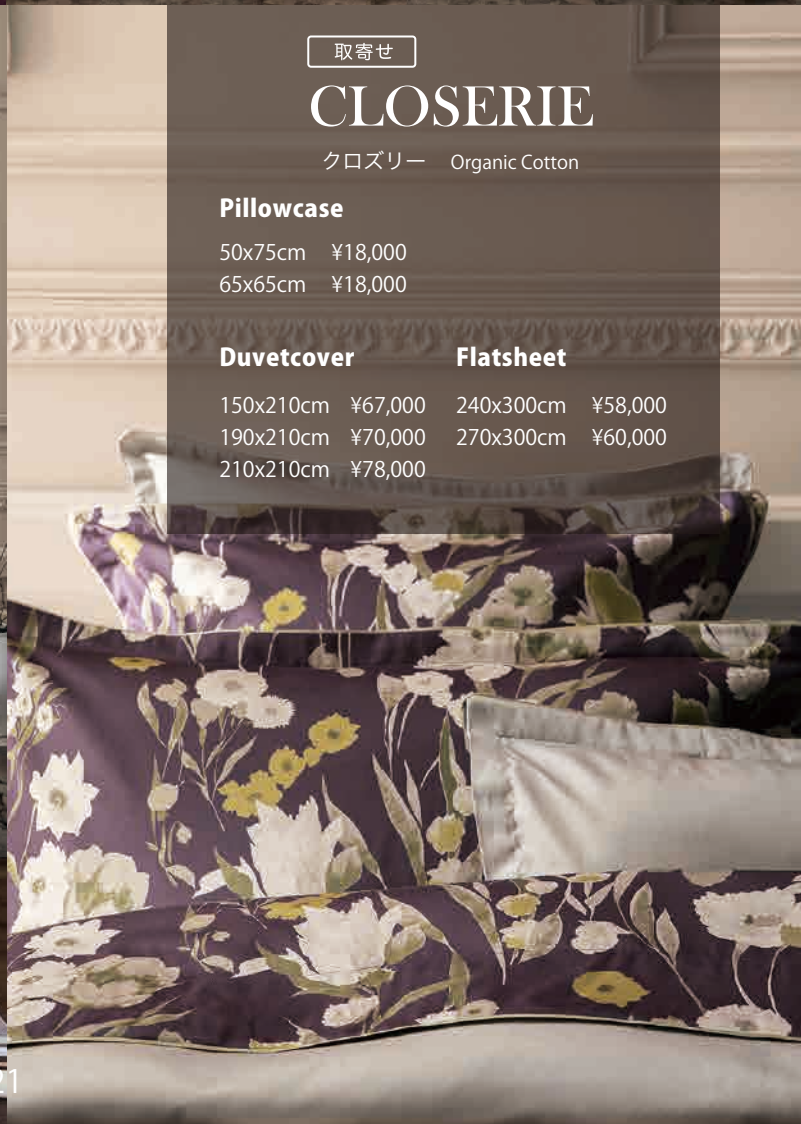 取寄せ
CLOSERIE
クロズリー Organic Cotton
Pillowcase
50x75cm ¥18,000
65x65cm ¥18,000
Duvetcover Flatsheet
150x210cm ¥67,000 240x300cm ¥58,000
190x210cm ¥70,000 270x300cm ¥60,000
210x210cm ¥78,000
21